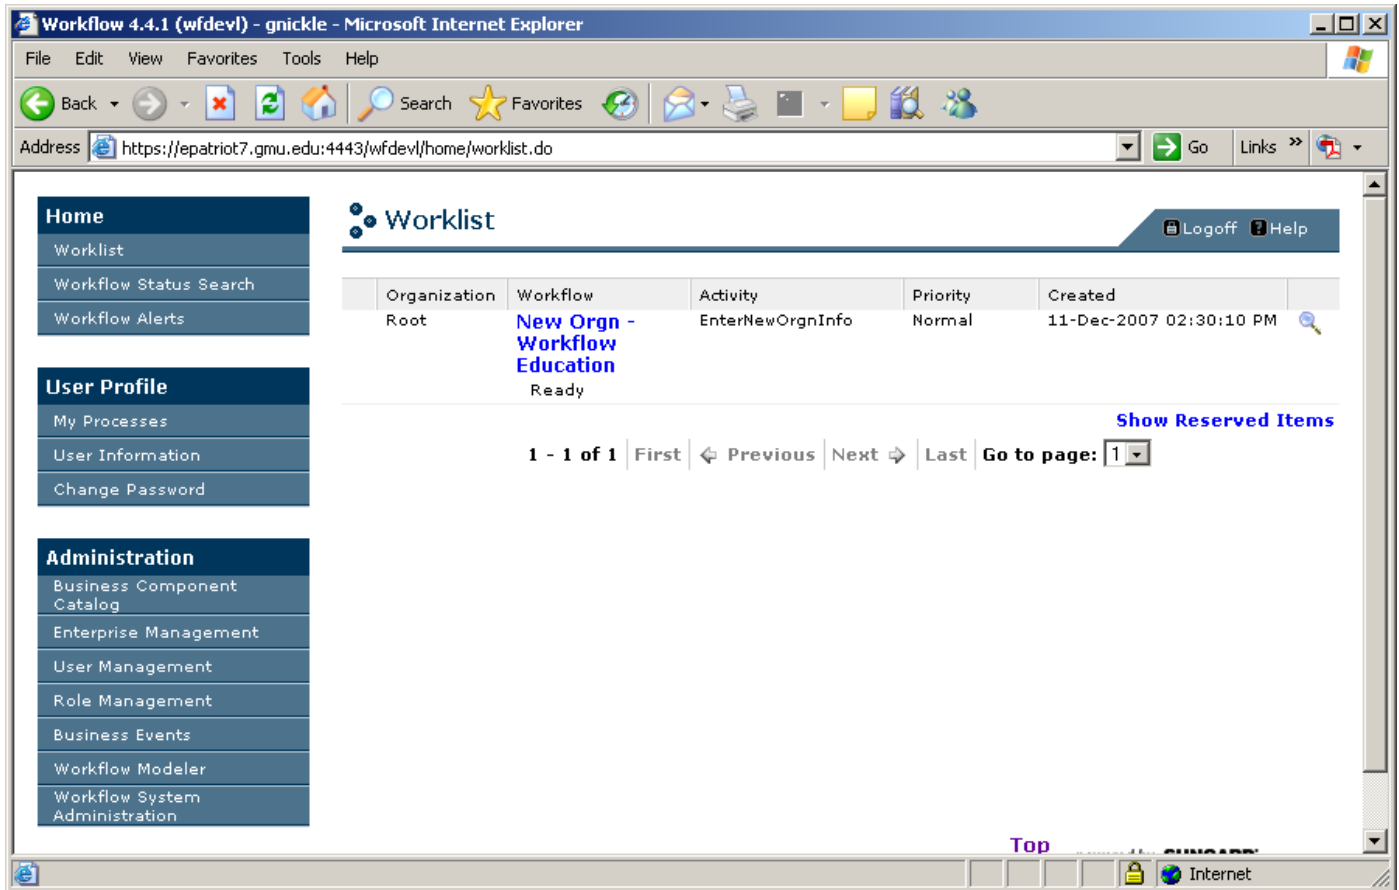 Workflow 4.4.1 (wfdevl) - gnickle - Microsoft Internet Explorer
File Edit View Favorites Tools Help
Back Search Favorites
Address https://epatriot7.gmu.edu:4443/wfdevl/home/worklist.do Go Links »
Home
Worklist
Workflow Status Search
Workflow Alerts
User Profile
My Processes
User Information
Change Password
Administration
Business Component
Catalog
Enterprise Management
User Management
Role Management
Business Events
Workflow Modeler
Workflow System
Administration
Worklist
Logoff ? Help
Organization Workflow Activity Priority Created
Root New Orgn - EnterNewOrgnInfo Normal 11-Dec-2007 02:30:10 PM
Workflow
Education
Ready
Show Reserved Items
1 - 1 of 1 First Previous Next Last Go to page: 1
Top
Internet